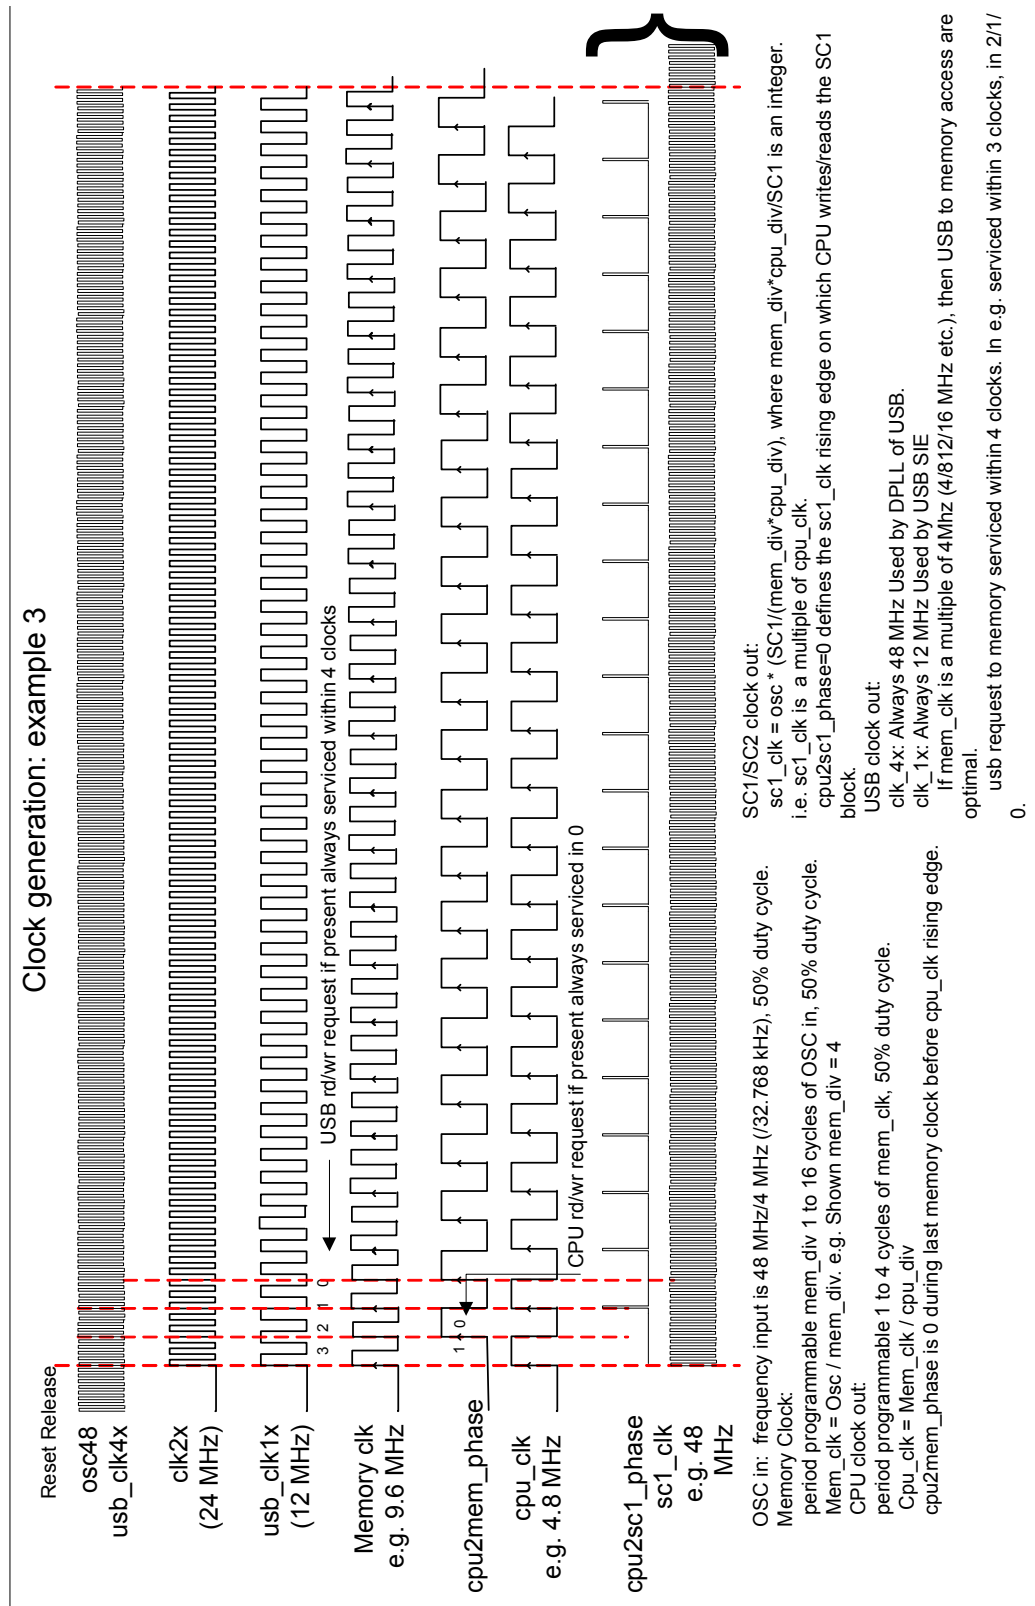 Clock generation: example 3
Reset Release
osc48
usb_clk4x
clk2x
(24 MHz)
usb_clk1x
(12 MHz)
3 2 1 0
USB rd/wr request if present always serviced within 4 clocks
Memory clk
e.g. 9.6 MHz
cpu2mem_phase
1 0
CPU rd/wr request if present always serviced in 0
cpu_clk
e.g. 4.8 MHz
cpu2sc1_phase
sc1_clk
e.g. 48
MHz
OSC in: frequency input is 48 MHz/4 MHz (/32.768 kHz), 50% duty cycle.
Memory Clock:
period programmable mem_div 1 to 16 cycles of OSC in, 50% duty cycle.
Mem_clk = Osc / mem_div. e.g. Shown mem_div = 4
CPU clock out:
period programmable 1 to 4 cycles of mem_clk, 50% duty cycle.
Cpu_clk = Mem_clk / cpu_div
cpu2mem_phase is 0 during last memory clock before cpu_clk rising edge.
SC1/SC2 clock out:
sc1_clk = osc * (SC1/(mem_div*cpu_div), where mem_div*cpu_div/SC1 is an integer.
i.e. sc1_clk is a multiple of cpu_clk.
cpu2sc1_phase=0 defines the sc1_clk rising edge on which CPU writes/reads the SC1
block.
USB clock out:
clk_4x: Always 48 MHz Used by DPLL of USB.
clk_1x: Always 12 MHz Used by USB SIE
If mem_clk is a multiple of 4Mhz (4/812/16 MHz etc.), then USB to memory access are
optimal.
usb request to memory serviced within 4 clocks. In e.g. serviced within 3 clocks, in 2/1/
0.